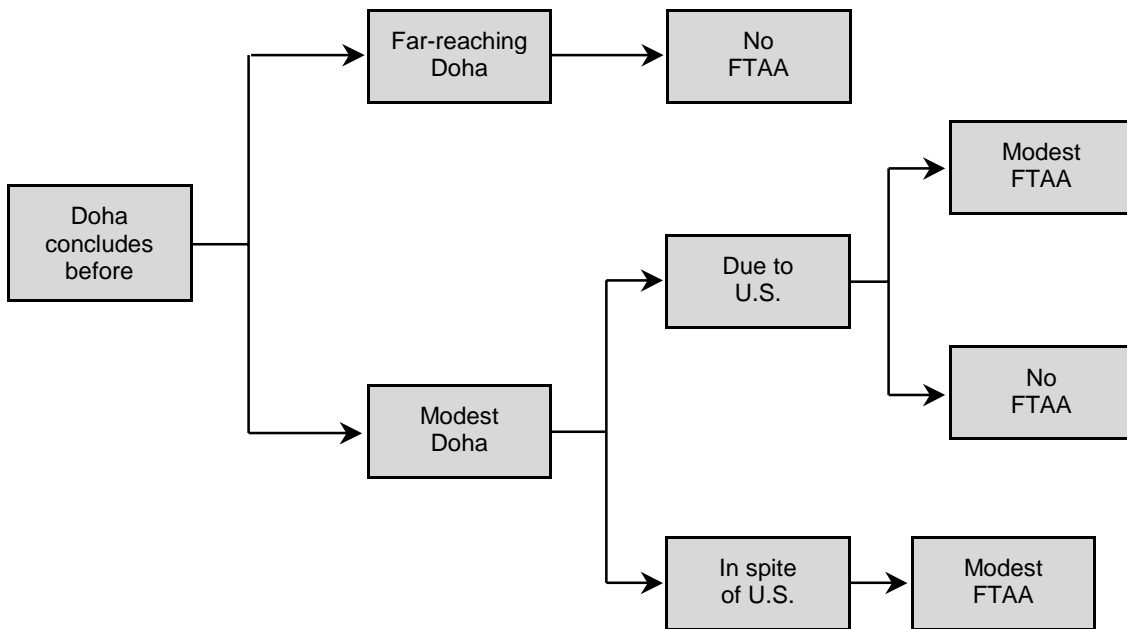 Far-reaching
Doha
No
FTAA
Modest
FTAA
Doha
concludes
before
Due to
U.S.
No
FTAA
Modest
Doha
In spite
of U.S.
Modest
FTAA